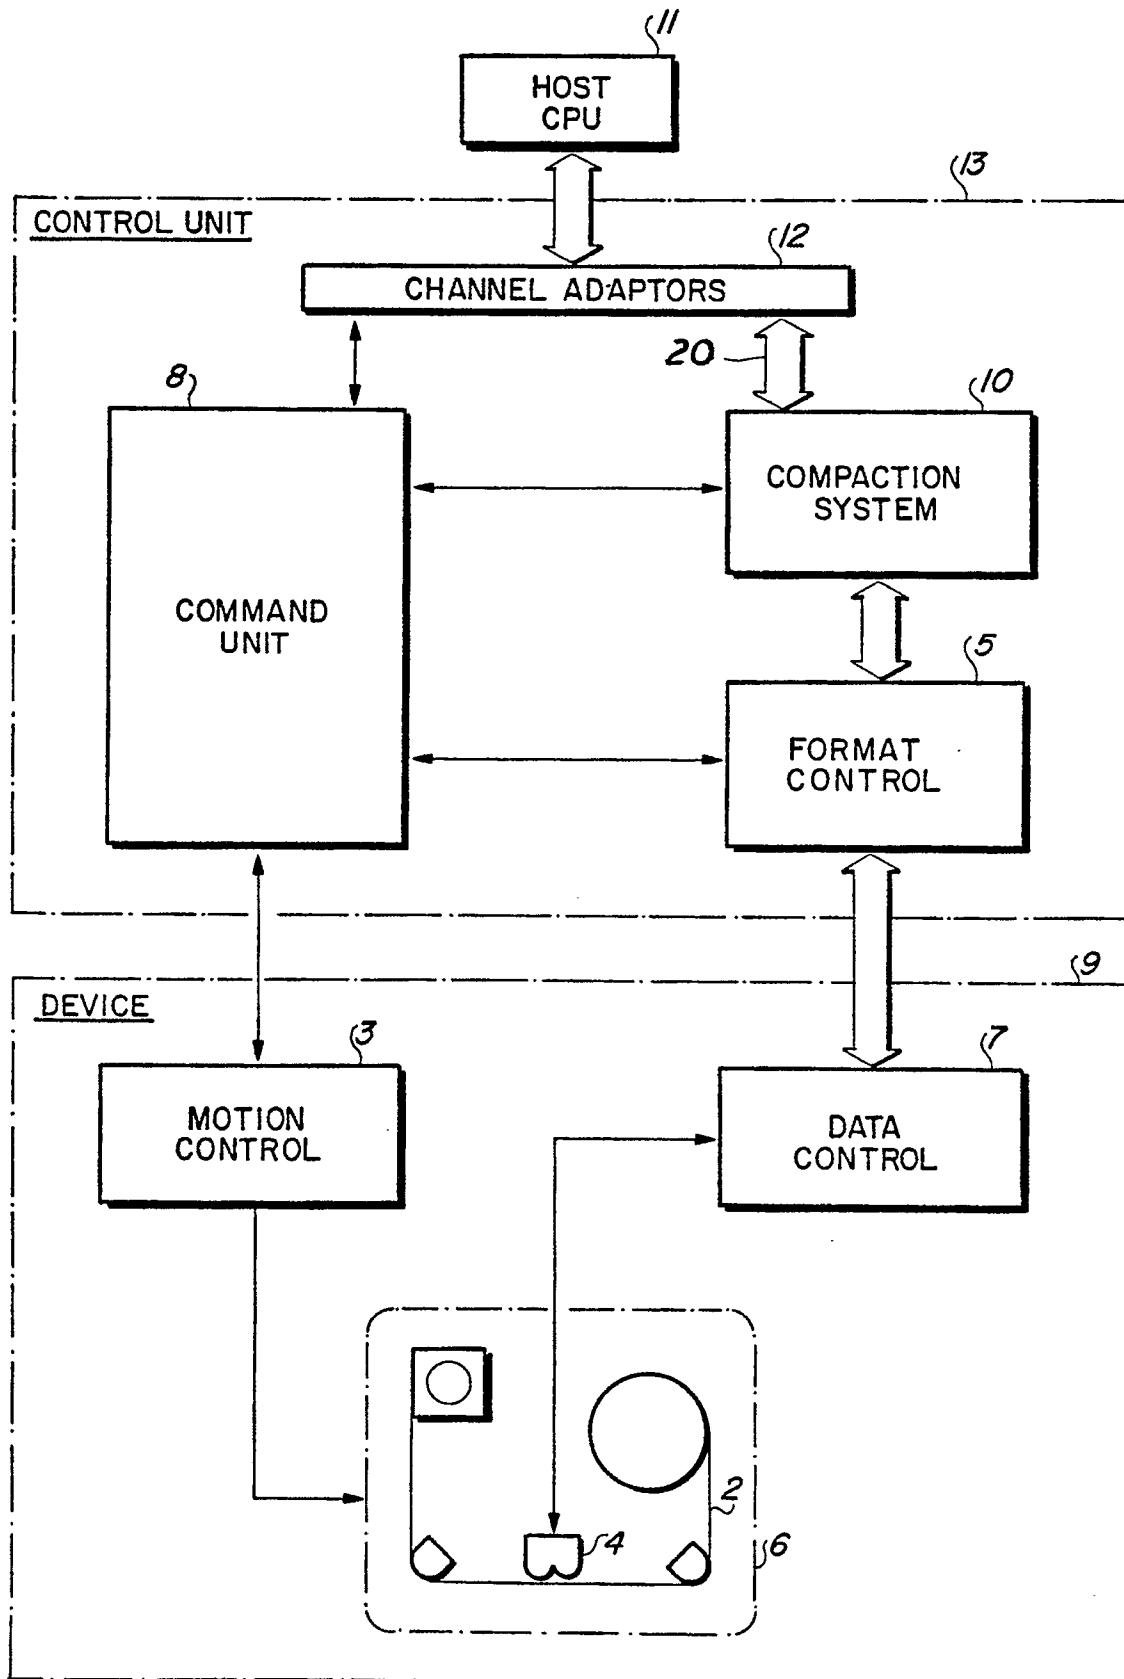 11
HOST
CPU
13
CONTROL UNIT
12
CHANNEL ADAPTORS
20
8
10
COMPACTION
SYSTEM
COMMAND
UNIT
5
FORMAT
CONTROL
9
DEVICE
3
7
MOTION
CONTROL
DATA
CONTROL
2
4
6